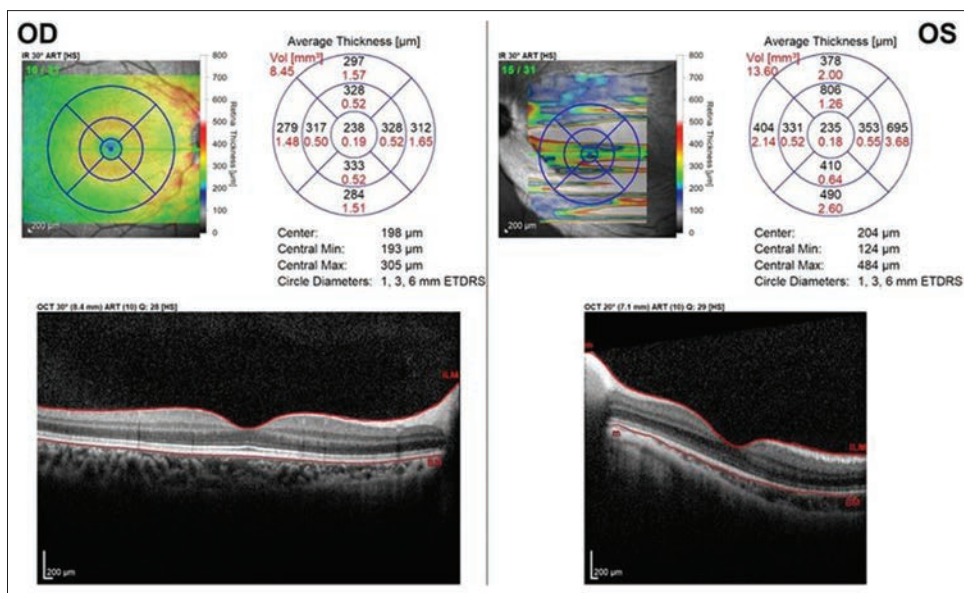 OD
IR 30° ART [HS]
800
700
600
500
400
300
200
100
0
Retina Thickness [µm]
200 µm
Average Thickness [µm]
Vol [mm³]
8.45
297
1.57
328
0.52
279 317 238 328 312
1.48 0.50 0.19 0.52 1.65
333
0.52
284
1.51
Center: 198 µm
Central Min: 193 µm
Central Max: 305 µm
Circle Diameters: 1, 3, 6 mm ETDRS
OCT 30° (8.4 mm) ART (10) Q: 28 [HS]
ILM
BM
200 µm
OS
IR 30° ART [HS]
15 / 31
800
700
600
500
400
300
200
100
0
Retina Thickness [µm]
200 µm
Average Thickness [µm]
Vol [mm³]
13.60
378
2.00
806
1.26
404 331 235 353 695
2.14 0.52 0.18 0.55 3.68
410
0.64
490
2.60
Center: 204 µm
Central Min: 124 µm
Central Max: 484 µm
Circle Diameters: 1, 3, 6 mm ETDRS
OCT 20° (7.1 mm) ART (10) Q: 29 [HS]
ILM
BM
200 µm